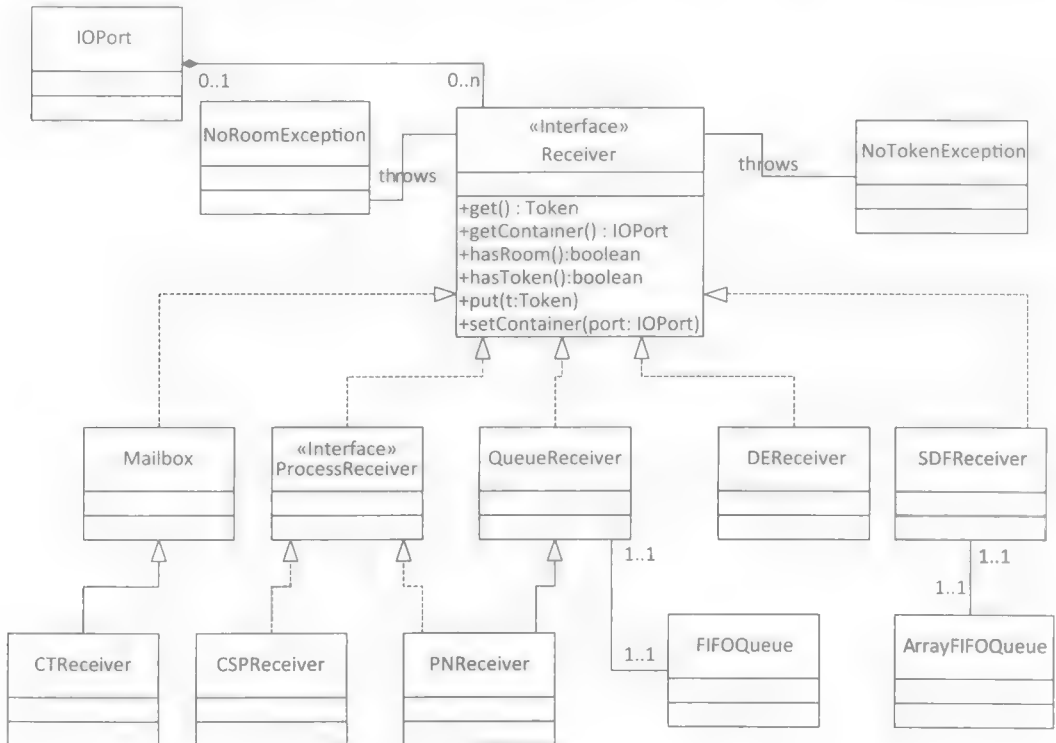 IOPort
0..1
0..n
NoRoomException
throws
«Interface»
Receiver
+get() : Token
+getContainer() : IOPort
+hasRoom():boolean
+hasToken():boolean
+put(t:Token)
+setContainer(port: IOPort)
throws
NoTokenException
Mailbox
«Interface»
ProcessReceiver
QueueReceiver
DEReceiver
SDFReceiver
1..1
1..1
1..1
1..1
CTReceiver
CSPReceiver
PNReceiver
FIFOQueue
ArrayFIFOQueue